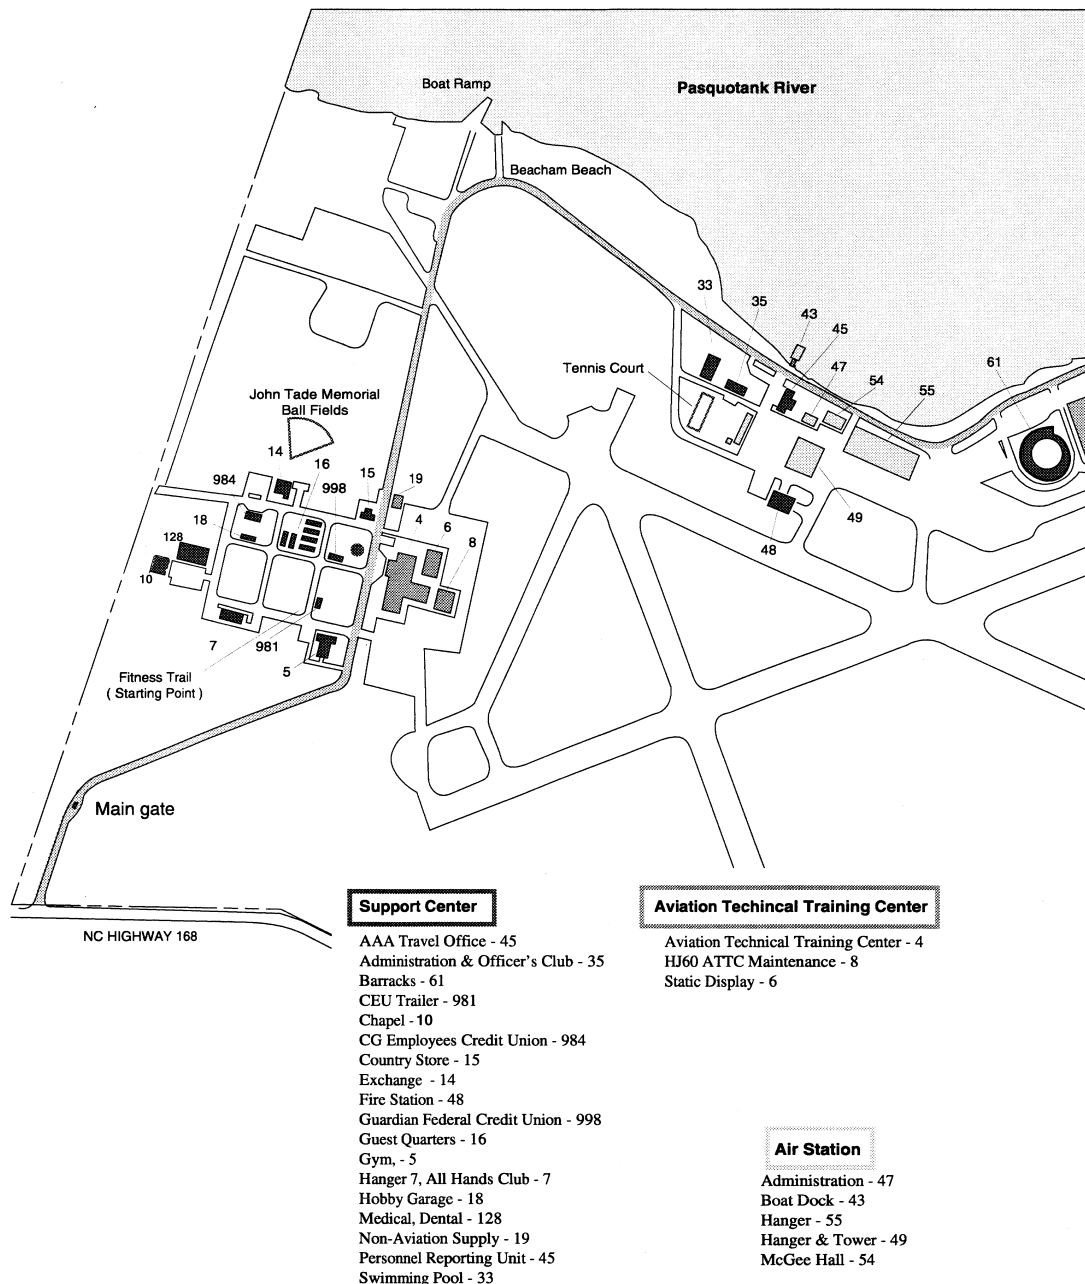 Boat Ramp
Pasquotank River
Beacham Beach
33
35
43
45
47
54
55
61
Tennis Court
John Tade Memorial
Ball Fields
14
16
15
984
998
19
4
6
8
18
128
10
49
48
7
981
5
Fitness Trail
( Starting Point )
Main gate
NC HIGHWAY 168
Support Center
AAA Travel Office - 45
Administration & Officer's Club - 35
Barracks - 61
CEU Trailer - 981
Chapel - 10
CG Employees Credit Union - 984
Country Store - 15
Exchange - 14
Fire Station - 48
Guardian Federal Credit Union - 998
Guest Quarters - 16
Gym, - 5
Hanger 7, All Hands Club - 7
Hobby Garage - 18
Medical, Dental - 128
Non-Aviation Supply - 19
Personnel Reporting Unit - 45
Swimming Pool - 33
Aviation Techincal Training Center
Aviation Technical Training Center - 4
HJ60 ATTC Maintenance - 8
Static Display - 6
Air Station
Administration - 47
Boat Dock - 43
Hanger - 55
Hanger & Tower - 49
McGee Hall - 54